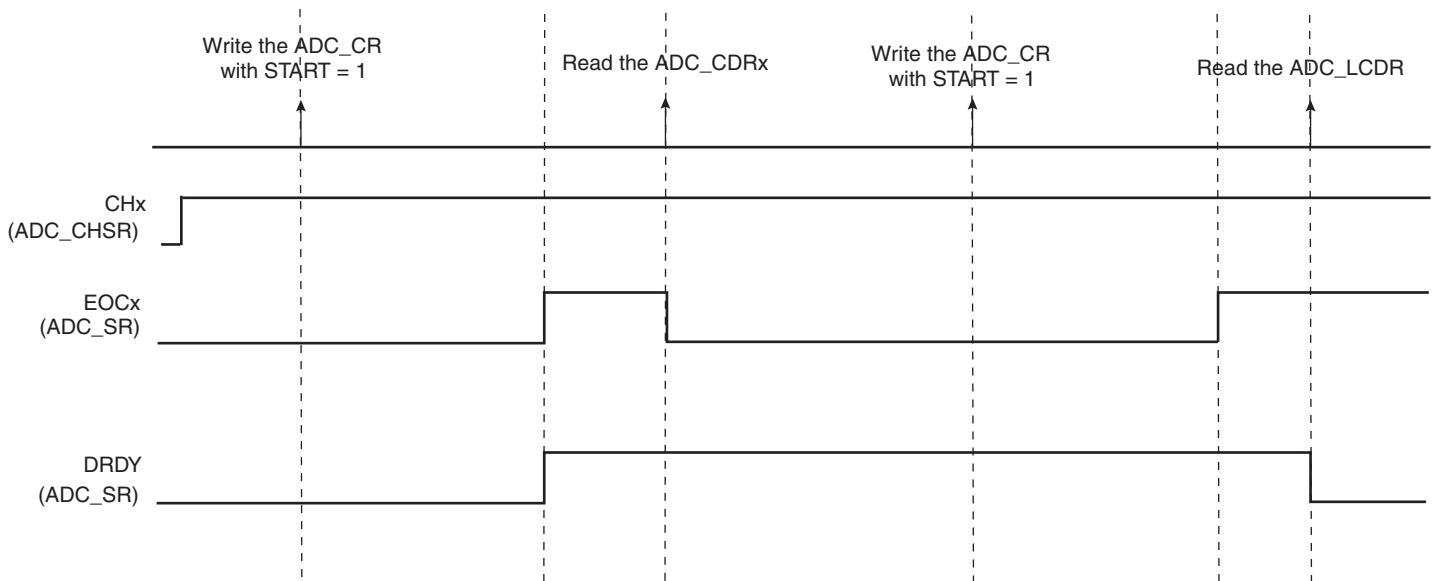 Write the ADC_CR
with START = 1
Read the ADC_CDRx
Write the ADC_CR
with START = 1
Read the ADC_LCDR
CHx
(ADC_CHSR)
EOCx
(ADC_SR)
DRDY
(ADC_SR)